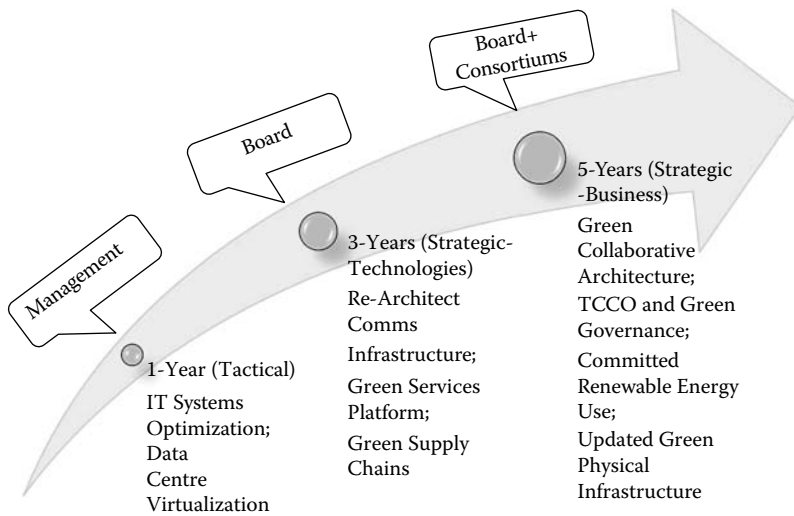 Management
1-Year (Tactical)
IT Systems
Optimization;
Data
Centre
Virtualization
Board
3-Years (Strategic-
Technologies)
Re-Architect
Comms
Infrastructure;
Green Services
Platform;
Green Supply
Chains
Board+
Consortiums
5-Years (Strategic
-Business)
Green
Collaborative
Architecture;
TCCO and Green
Governance;
Committed
Renewable Energy
Use;
Updated Green
Physical
Infrastructure